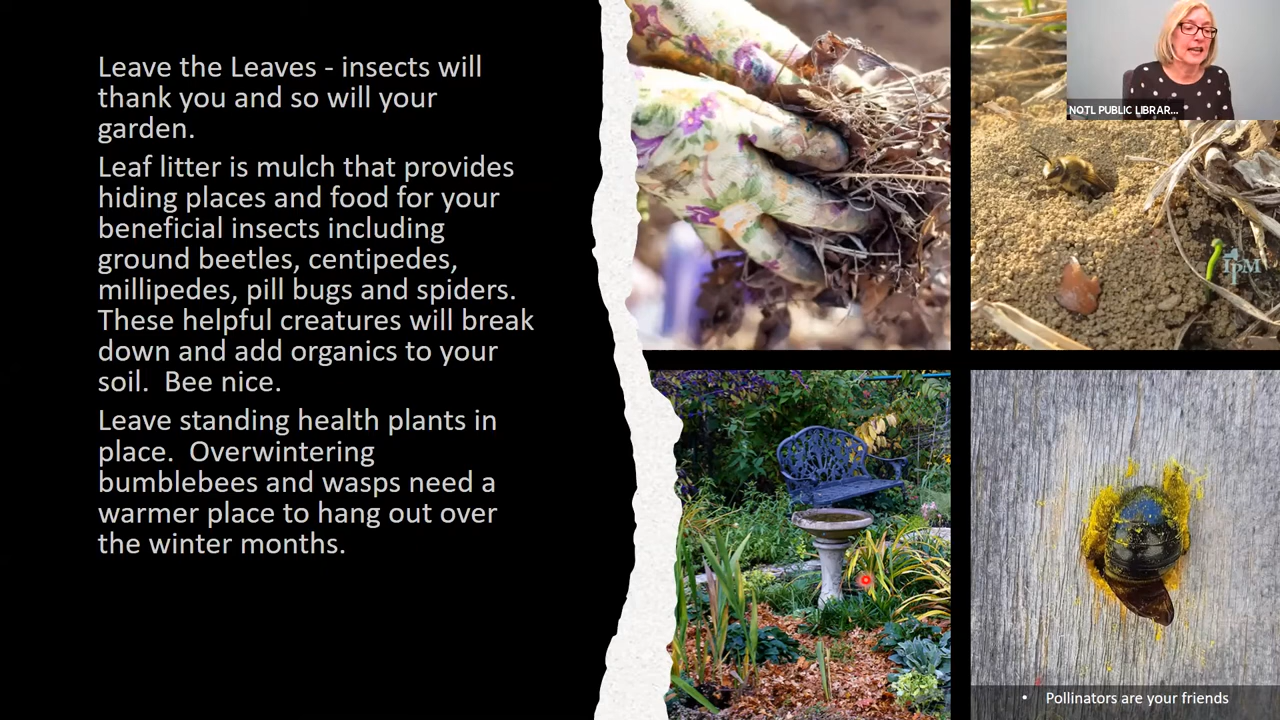 Leave the Leaves - insects will
thank you and so will your
garden.
Leaf litter is mulch that provides
hiding places and food for your
beneficial insects including
ground beetles, centipedes,
millipedes, pill bugs and spiders.
These helpful creatures will break
down and add organics to your
soil.  Bee nice.
Leave standing health plants in
place.  Overwintering
bumblebees and wasps need a
warmer place to hang out over
the winter months.
NOTL PUBLIC LIBRAR...
IPM
• Pollinators are your friends